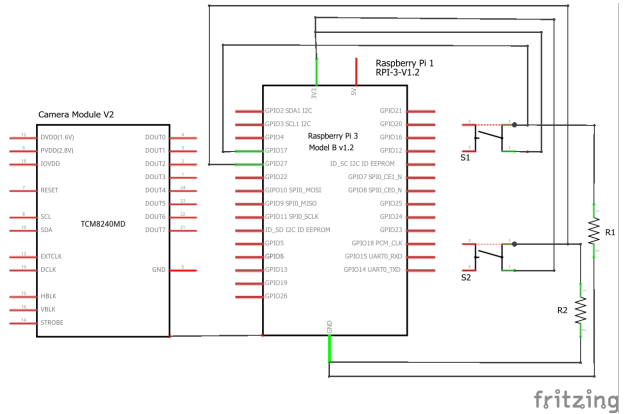 Raspberry Pi 1
RPI-3-V1.2
3V3
5V
Camera Module V2
DVDD(1.6V)
PVDD(2.8V)
IOVDD
RESET
SCL
SDA
EXTCLK
DCLK
HBLK
VBLK
STROBE
TCM8240MD
DOUT0
DOUT1
DOUT2
DOUT3
DOUT4
DOUT5
DOUT6
DOUT7
GND
GPIO2 SDA1 I2C
GPIO3 SCL1 I2C
GPIO4
GPIO17
GPIO27
GPIO22
GPIO10 SPI0_MOSI
GPIO9 SPI0_MISO
GPIO11 SPI0_SCLK
ID_SD I2C ID EEPROM
GPIO5
GPIO6
GPIO13
GPIO19
GPIO26
Raspberry Pi 3
Model B v1.2
GPIO21
GPIO20
GPIO16
GPIO12
ID_SC I2C ID EEPROM
GPIO7 SPI0_CE1_N
GPIO8 SPI0_CE0_N
GPIO25
GPIO24
GPIO23
GPIO18 PCM_CLK
GPIO15 UART0_RXD
GPIO14 UART0_TXD
GND
S1
S2
R1
R2
fritzing